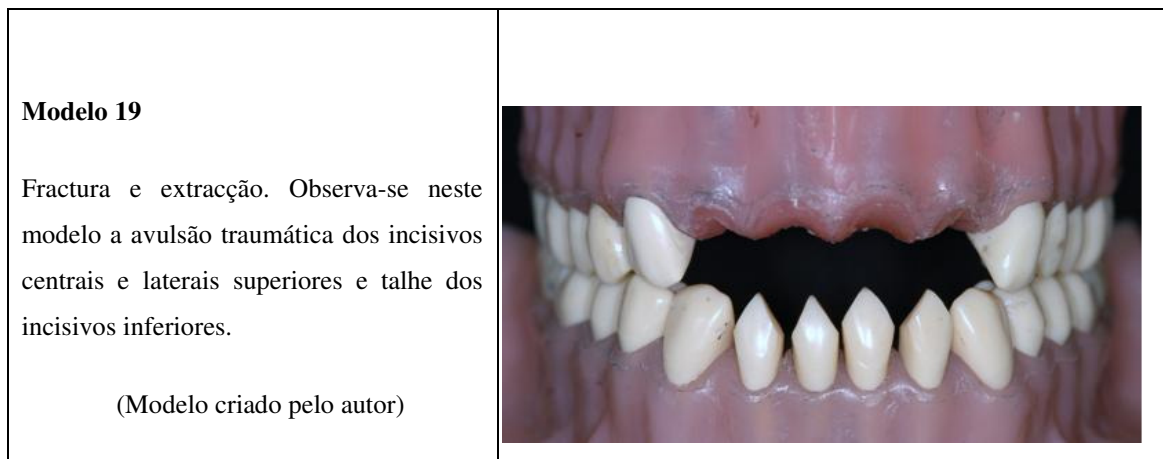 Modelo 19
Fractura e extracção. Observa-se neste
modelo a avulsão traumática dos incisivos
centrais e laterais superiores e talhe dos
incisivos inferiores.
(Modelo criado pelo autor)